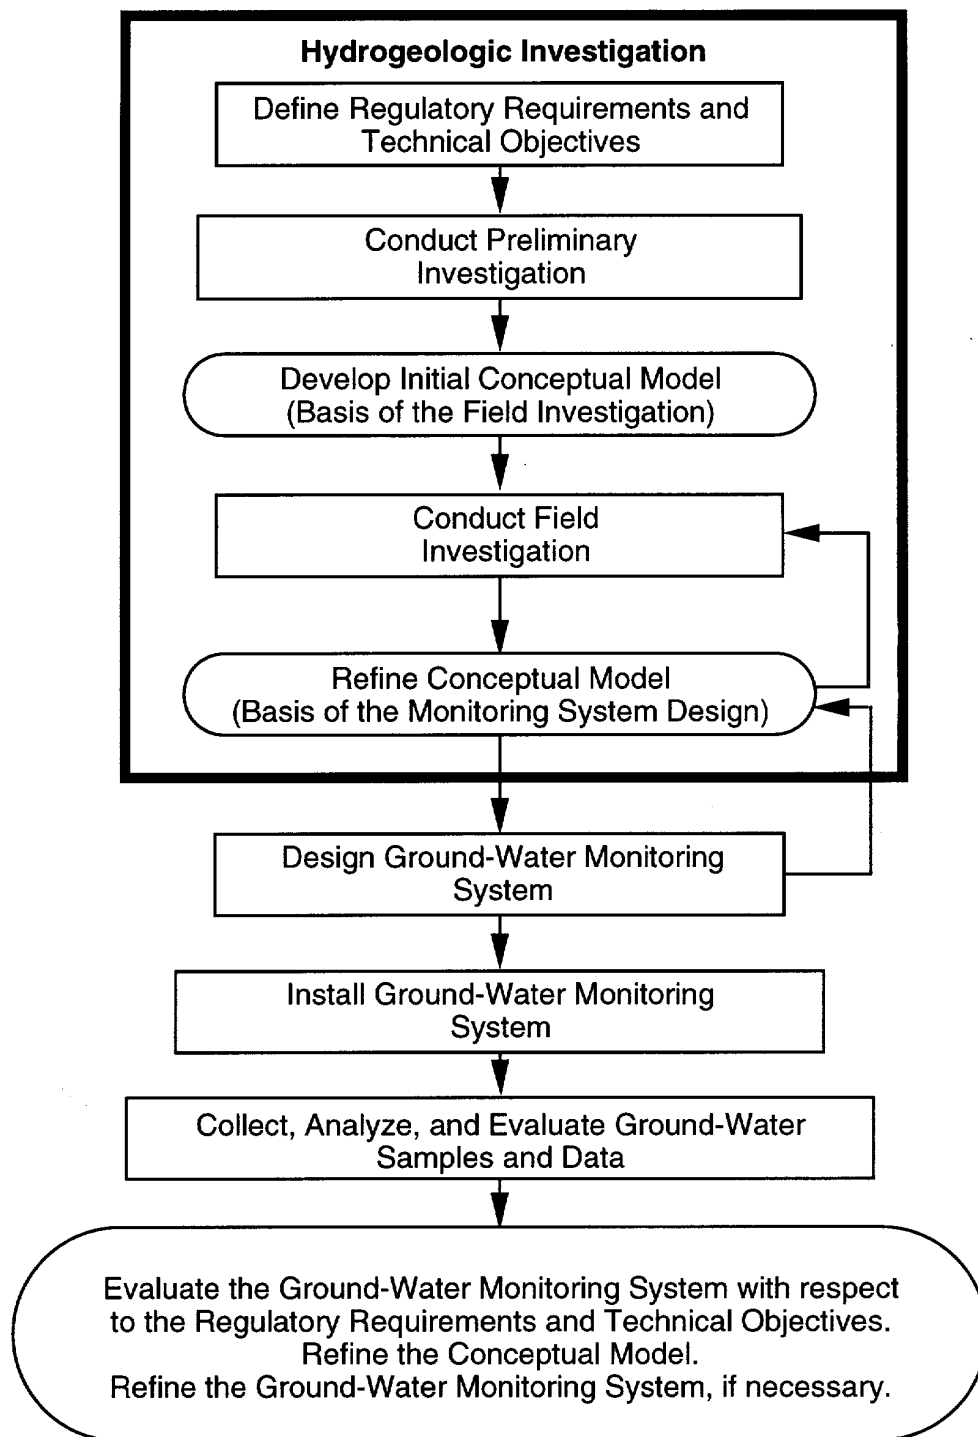 Hydrogeologic Investigation
Define Regulatory Requirements and
Technical Objectives
Conduct Preliminary
Investigation
Develop Initial Conceptual Model
(Basis of the Field Investigation)
Conduct Field
Investigation
Refine Conceptual Model
(Basis of the Monitoring System Design)
Design Ground-Water Monitoring
System
Install Ground-Water Monitoring
System
Collect, Analyze, and Evaluate Ground-Water
Samples and Data
Evaluate the Ground-Water Monitoring System with respect
to the Regulatory Requirements and Technical Objectives.
Refine the Conceptual Model.
Refine the Ground-Water Monitoring System, if necessary.